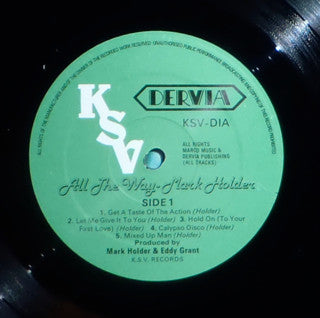 KSV
DERVIA
KSV-DIA
ALL RIGHTS
MARCO MUSIC &
DERVIA PUBLISHING
(ALL TRACKS)
All The Way-Mark Holder
SIDE 1
1. Get A Taste Of The Action (Holder)
2. Let Me Give It To You (Holder) 3. Hold On (To Your
First Love) (Holder) 4. Calypso Disco (Holder)
5. Mixed Up Man (Holder)
Produced by
Mark Holder & Eddy Grant
K.S.V. RECORDS